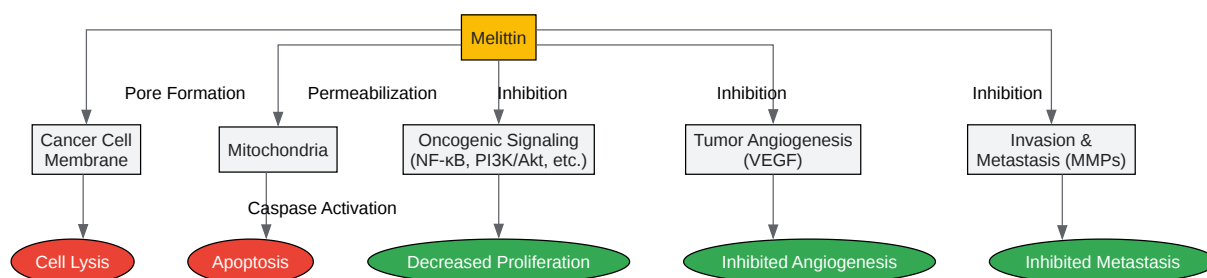 Melittin
Pore Formation
Permeabilization
Inhibition
Inhibition
Inhibition
Cancer Cell
Membrane
Mitochondria
Oncogenic Signaling
(NF-κB, PI3K/Akt, etc.)
Tumor Angiogenesis
(VEGF)
Invasion &
Metastasis (MMPs)
Caspase Activation
Cell Lysis
Apoptosis
Decreased Proliferation
Inhibited Angiogenesis
Inhibited Metastasis